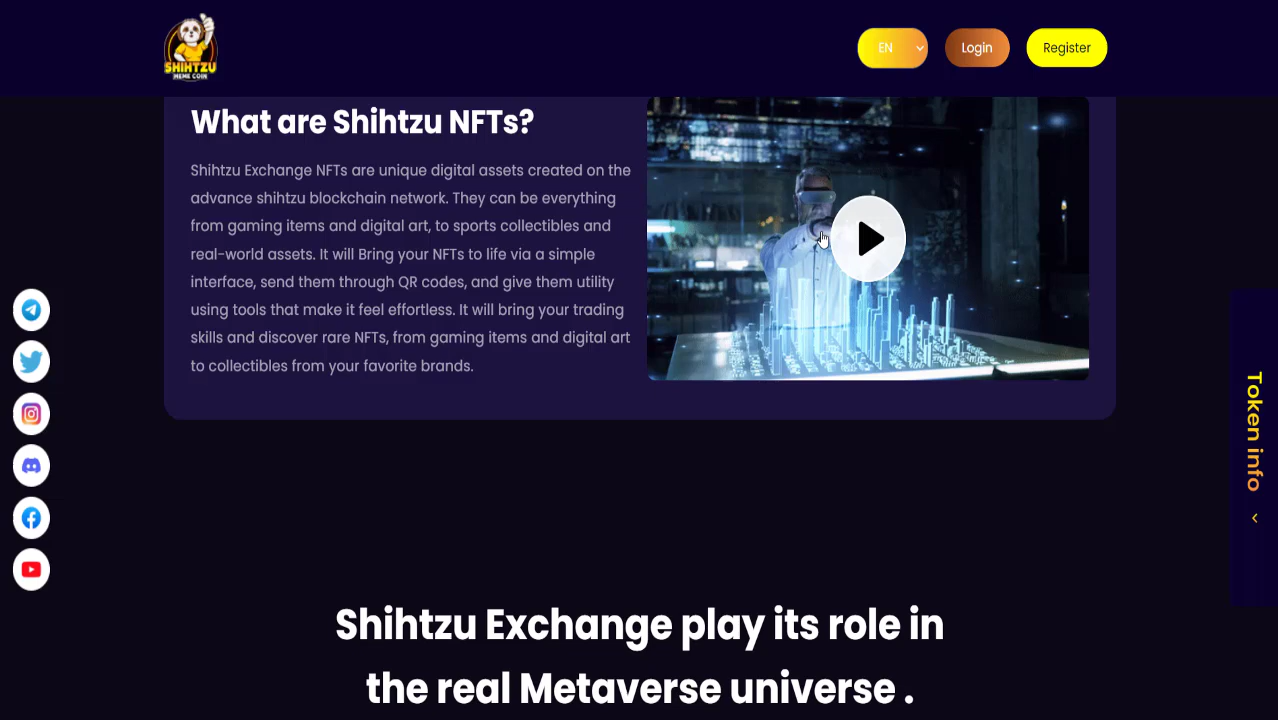 SHIHTZU
MEME COIN
EN
Login
Register
What are Shihtzu NFTs?
Shihtzu Exchange NFTs are unique digital assets created on the
advance shihtzu blockchain network. They can be everything
from gaming items and digital art, to sports collectibles and
real-world assets. It will Bring your NFTs to life via a simple
interface, send them through QR codes, and give them utility
using tools that make it feel effortless. It will bring your trading
skills and discover rare NFTs, from gaming items and digital art
to collectibles from your favorite brands.
Token info
Shihtzu Exchange play its role in
the real Metaverse universe .